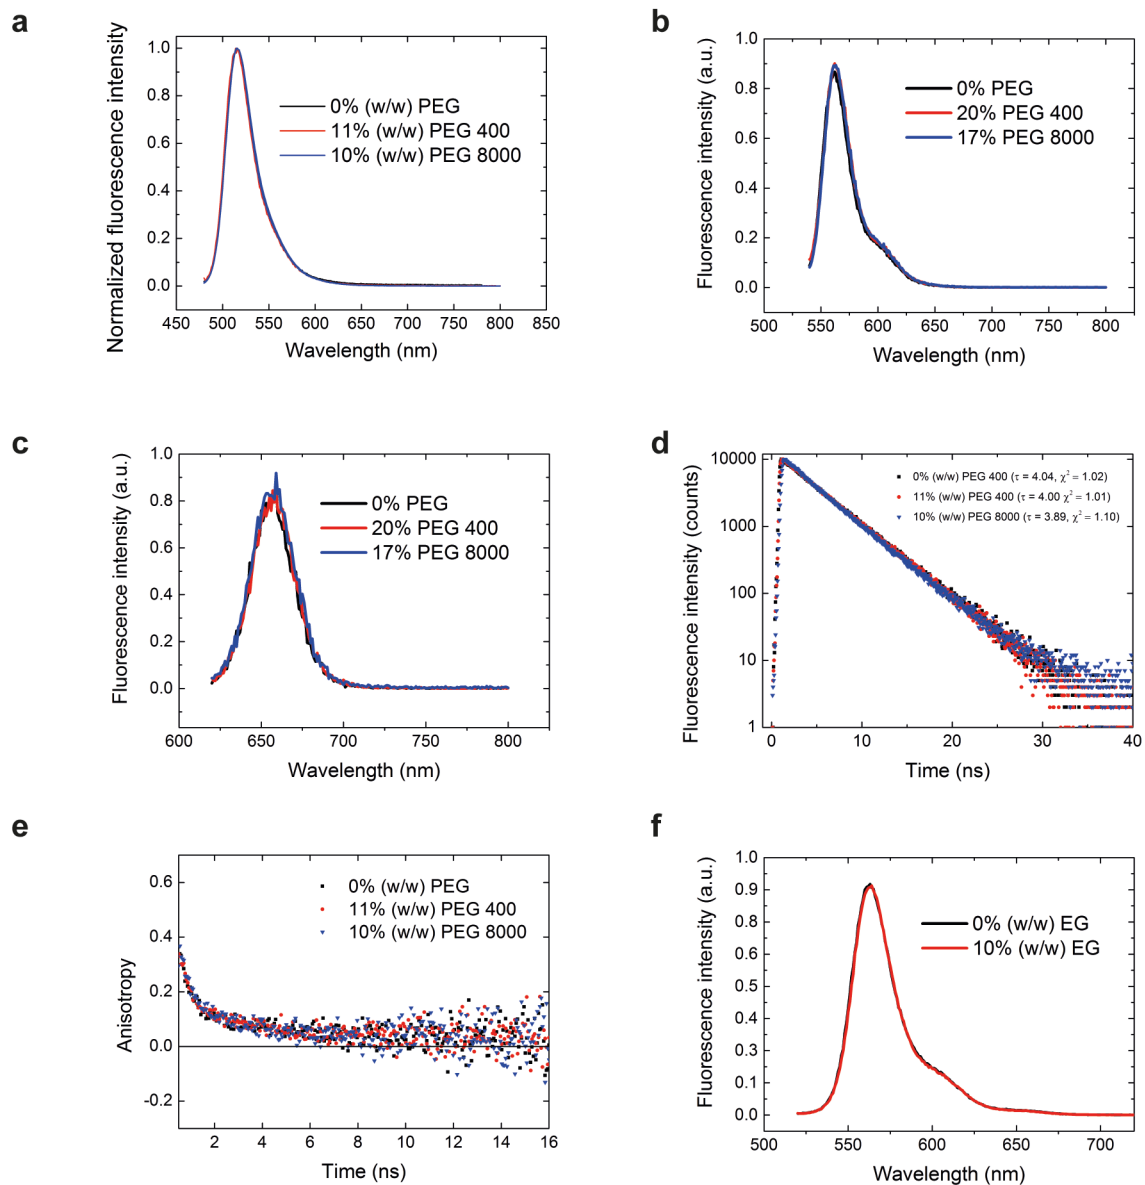 a
Normalized fluorescence intensity
1.0
0.8
0.6
0.4
0.2
0.0
0% (w/w) PEG
11% (w/w) PEG 400
10% (w/w) PEG 8000
450 500 550 600 650 700 750 800 850
Wavelength (nm)
b
Fluorescence intensity (a.u.)
1.0
0.8
0.6
0.4
0.2
0.0
0% PEG
20% PEG 400
17% PEG 8000
500 550 600 650 700 750 800
Wavelength (nm)
c
Fluorescence intensity (a.u.)
1.0
0.8
0.6
0.4
0.2
0.0
0% PEG
20% PEG 400
17% PEG 8000
600 650 700 750 800
Wavelength (nm)
d
Fluorescence intensity (counts)
10000
1000
100
10
1
0% (w/w) PEG 400 (τ = 4.04, χ² = 1.02)
11% (w/w) PEG 400 (τ = 4.00 χ² = 1.01)
10% (w/w) PEG 8000 (τ = 3.89, χ² = 1.10)
0 10 20 30 40
Time (ns)
e
Anisotropy
0.6
0.4
0.2
0.0
-0.2
0% (w/w) PEG
11% (w/w) PEG 400
10% (w/w) PEG 8000
2 4 6 8 10 12 14 16
Time (ns)
f
Fluorescence intensity (a.u.)
1.0
0.9
0.8
0.6
0.5
0.4
0.3
0.1
0.0
0% (w/w) EG
10% (w/w) EG
500 550 600 650 700
Wavelength (nm)